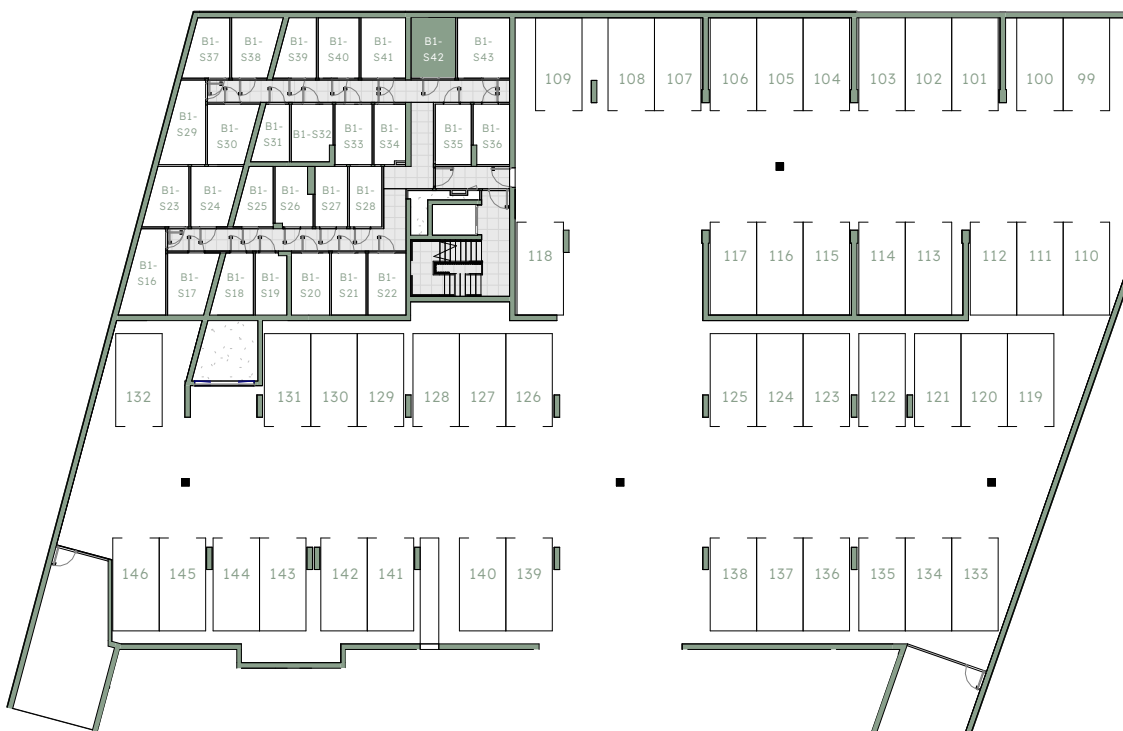 B1-
S37
B1-
S38
B1-
S39
B1-
S40
B1-
S41
B1-
S42
B1-
S43
109
108
107
106
105
104
103
102
101
100
99
B1-
S29
B1-
S30
B1-
S31
B1-S32
B1-
S33
B1-
S34
B1-
S35
B1-
S36
B1-
S23
B1-
S24
B1-
S25
B1-
S26
B1-
S27
B1-
S28
B1-
S16
B1-
S17
B1-
S18
B1-
S19
B1-
S20
B1-
S21
B1-
S22
118
117
116
115
114
113
112
111
110
132
131
130
129
128
127
126
125
124
123
122
121
120
119
146
145
144
143
142
141
140
139
138
137
136
135
134
133